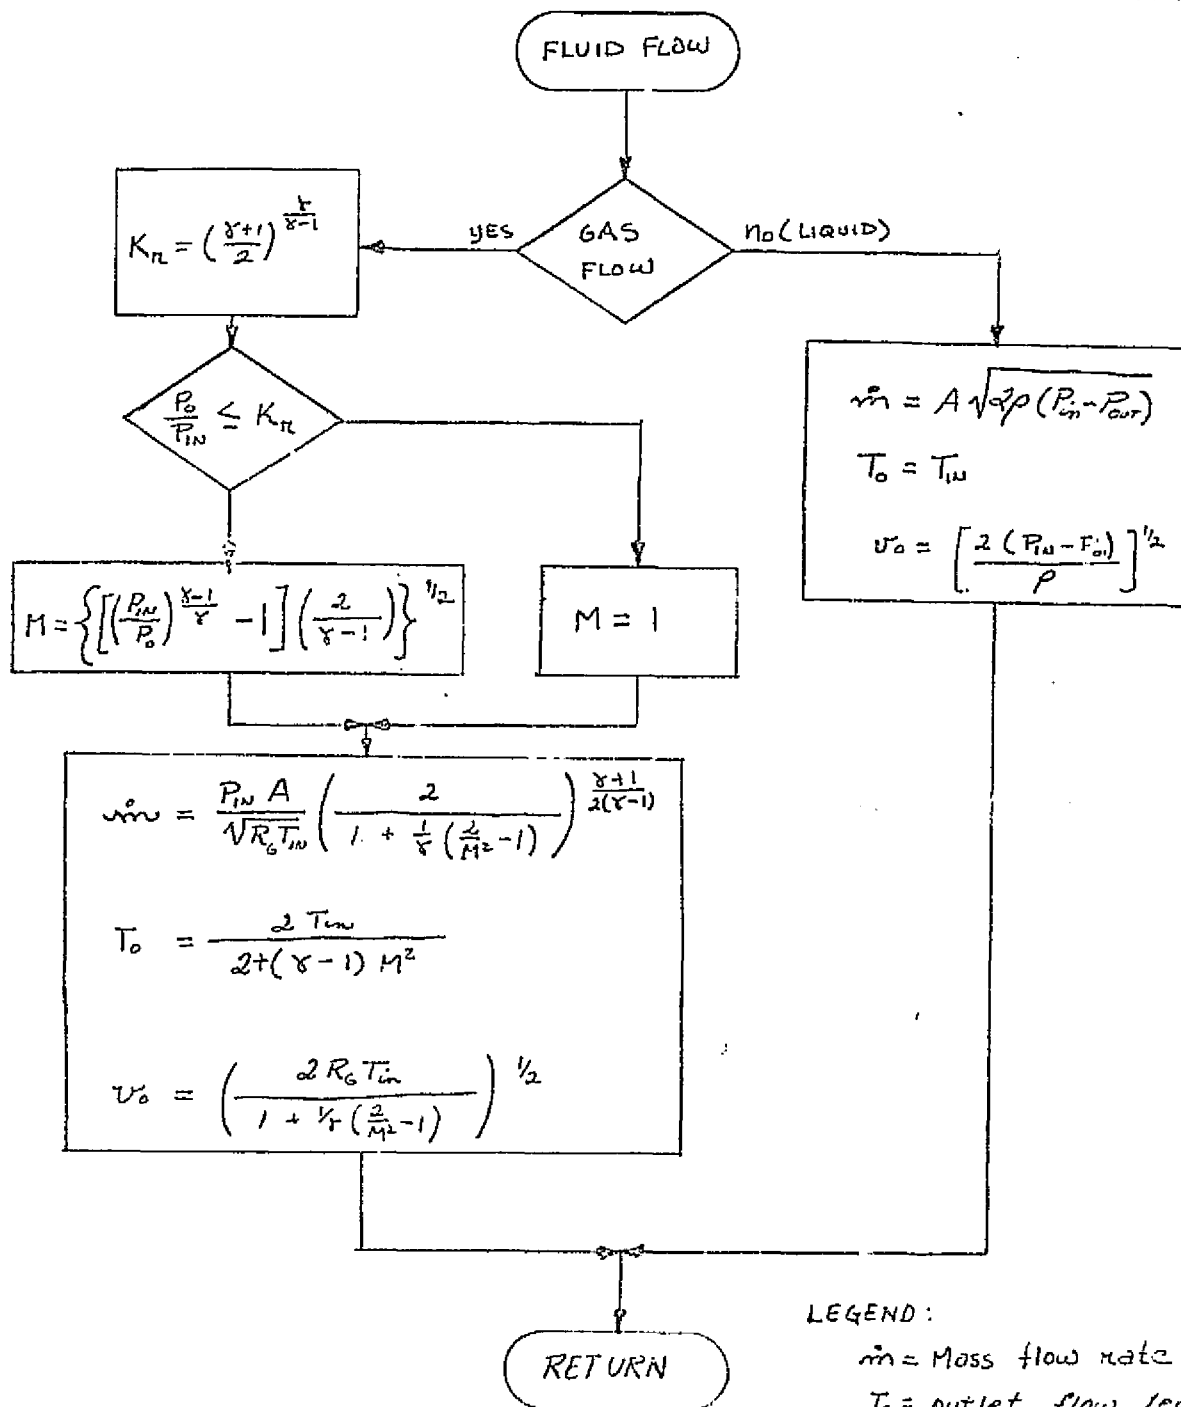 FLUID FLOW
GAS
FLOW
YES
no (LIQUID)
K_r = ((γ+1)/2)^(γ/(γ-1))
P_o/P_IN ≤ K_r
M = {[(P_IN/P_o)^((γ-1)/γ) - 1] (2/(γ-1))}^(1/2)
M = 1
ṁ = A √(2ρ (P_in - P_OUT))
T_o = T_IN
v_o = [2 (P_IN -
)/ρ]^(1/2)
ṁ = (P_IN A / √(R_G T_IN)) (2 / (1 + 1/γ (2/M² - 1)))^((γ+1)/(2(γ-1)))
T_o = 2 T_in / (2+(γ-1) M²)
v_o = (2 R_G T_in / (1 + 1/γ (2/M² - 1)))^(1/2)
RETURN
LEGEND:
ṁ = Mass flow rate
T_o = outlet flow